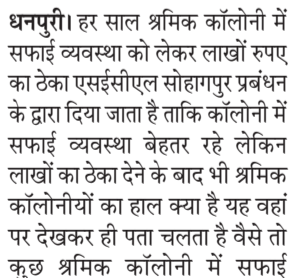 धनपुरी। हर साल श्रमिक कॉलोनी में
सफाई व्यवस्था को लेकर लाखों रुपए
का ठेका एसईसीएल सोहागपुर प्रबंधन
के द्वारा दिया जाता है ताकि कॉलोनी में
सफाई व्यवस्था बेहतर रहे लेकिन
लाखों का ठेका देने के बाद भी श्रमिक
कॉलोनीयों का हाल क्या है यह वहां
पर देखकर ही पता चलता है वैसे तो
कुछ श्रमिक कॉलोनी में सफाई